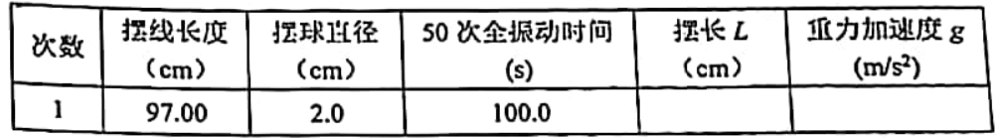 次数 摆线长度（cm） 摆球直径（cm） 50 次全振动时间(s) 摆长 L（cm） 重力加速度 g(m/s²)
1 97.00 2.0 100.0